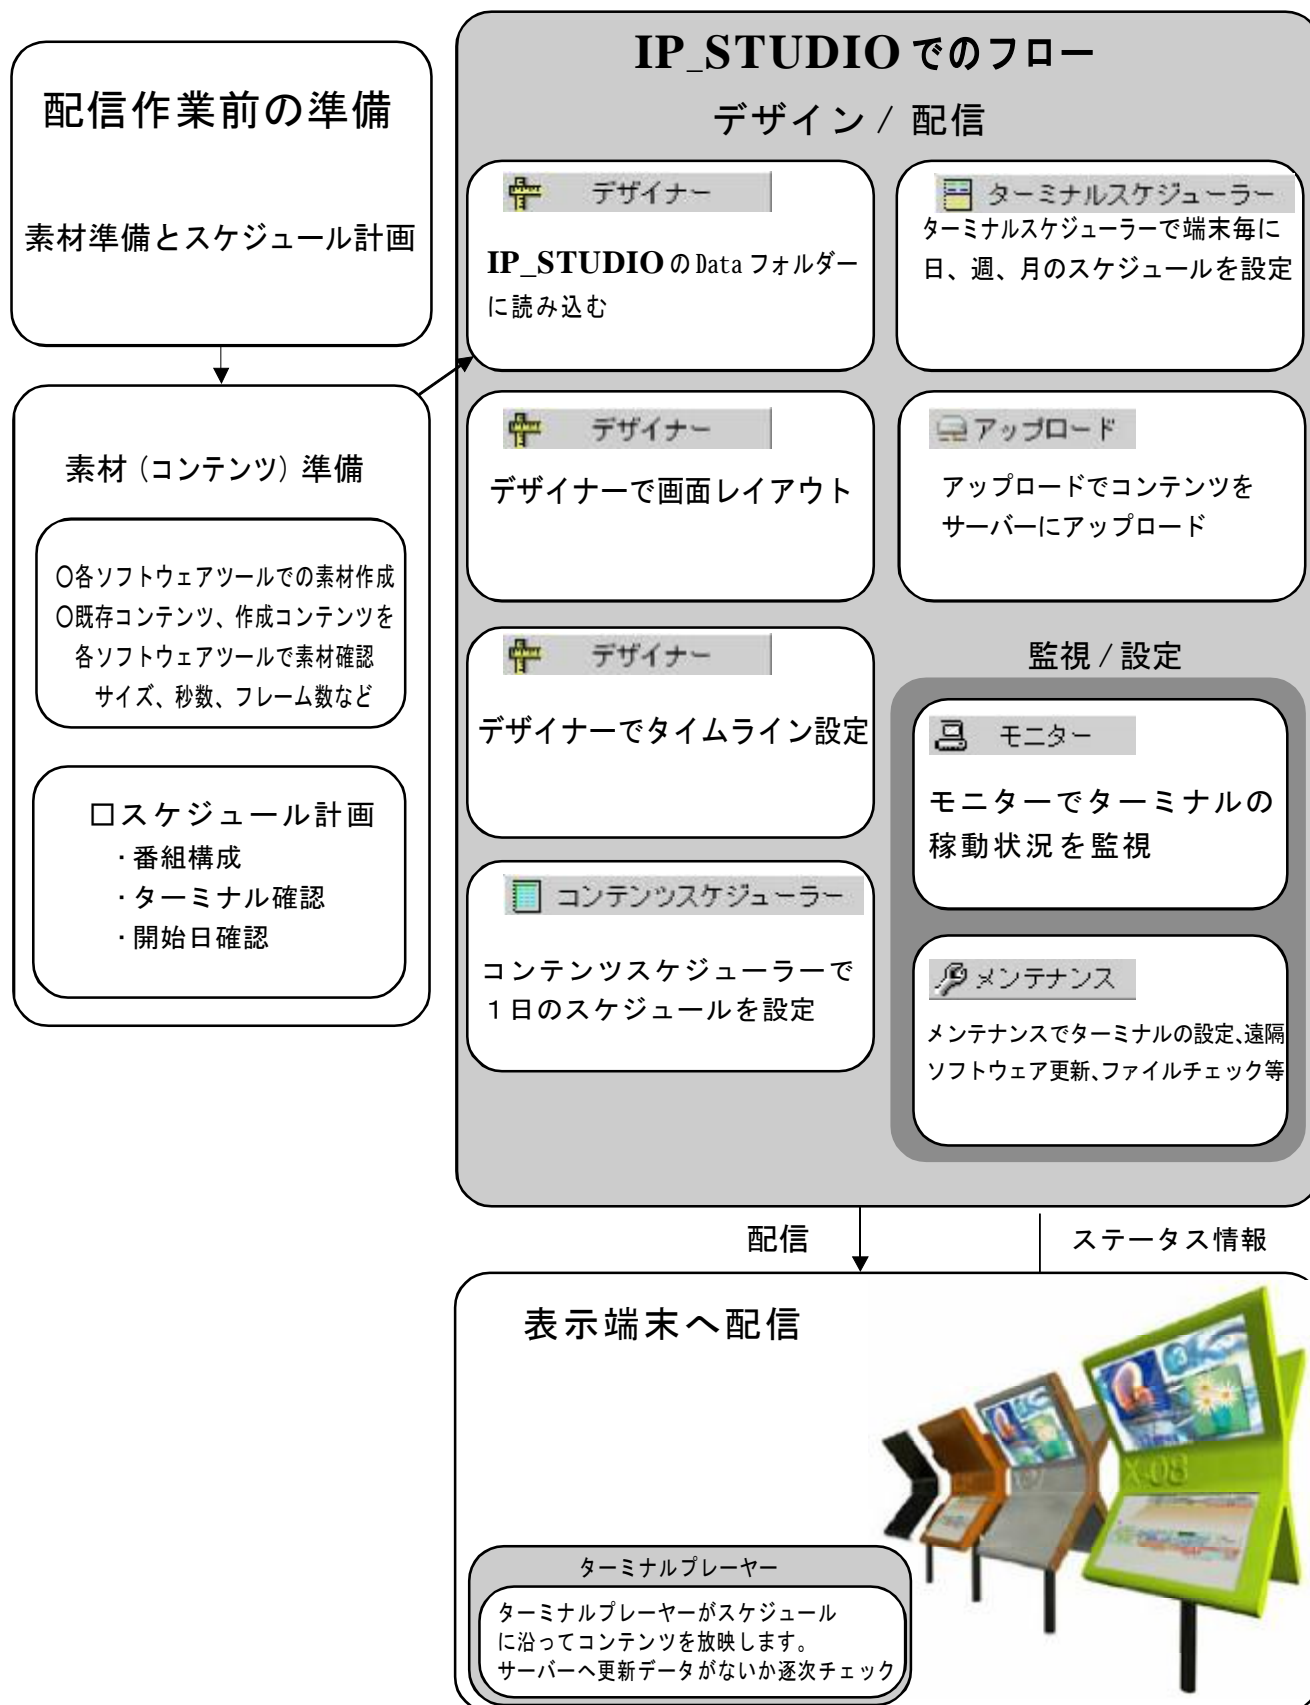 配信作業前の準備
素材準備とスケジュール計画
素材(コンテンツ)準備
〇各ソフトウェアツールでの素材作成
〇既存コンテンツ、作成コンテンツを
各ソフトウェアツールで素材確認
サイズ、秒数、フレーム数など
□スケジュール計画
・番組構成
・ターミナル確認
・開始日確認
IP_STUDIOでのフロー
デザイン / 配信
デザイナー
IP_STUDIOのDataフォルダー
に読み込む
デザイナー
デザイナーで画面レイアウト
デザイナー
デザイナーでタイムライン設定
コンテンツスケジューラー
コンテンツスケジューラーで
１日のスケジュールを設定
ターミナルスケジューラー
ターミナルスケジューラーで端末毎に
日、週、月のスケジュールを設定
アップロード
アップロードでコンテンツを
サーバーにアップロード
監視 / 設定
モニター
モニターでターミナルの
稼動状況を監視
メンテナンス
メンテナンスでターミナルの設定、遠隔
ソフトウェア更新、ファイルチェック等
配信
ステータス情報
表示端末へ配信
X-08
ターミナルプレーヤー
ターミナルプレーヤーがスケジュール
に沿ってコンテンツを放映します。
サーバーへ更新データがないか逐次チェック